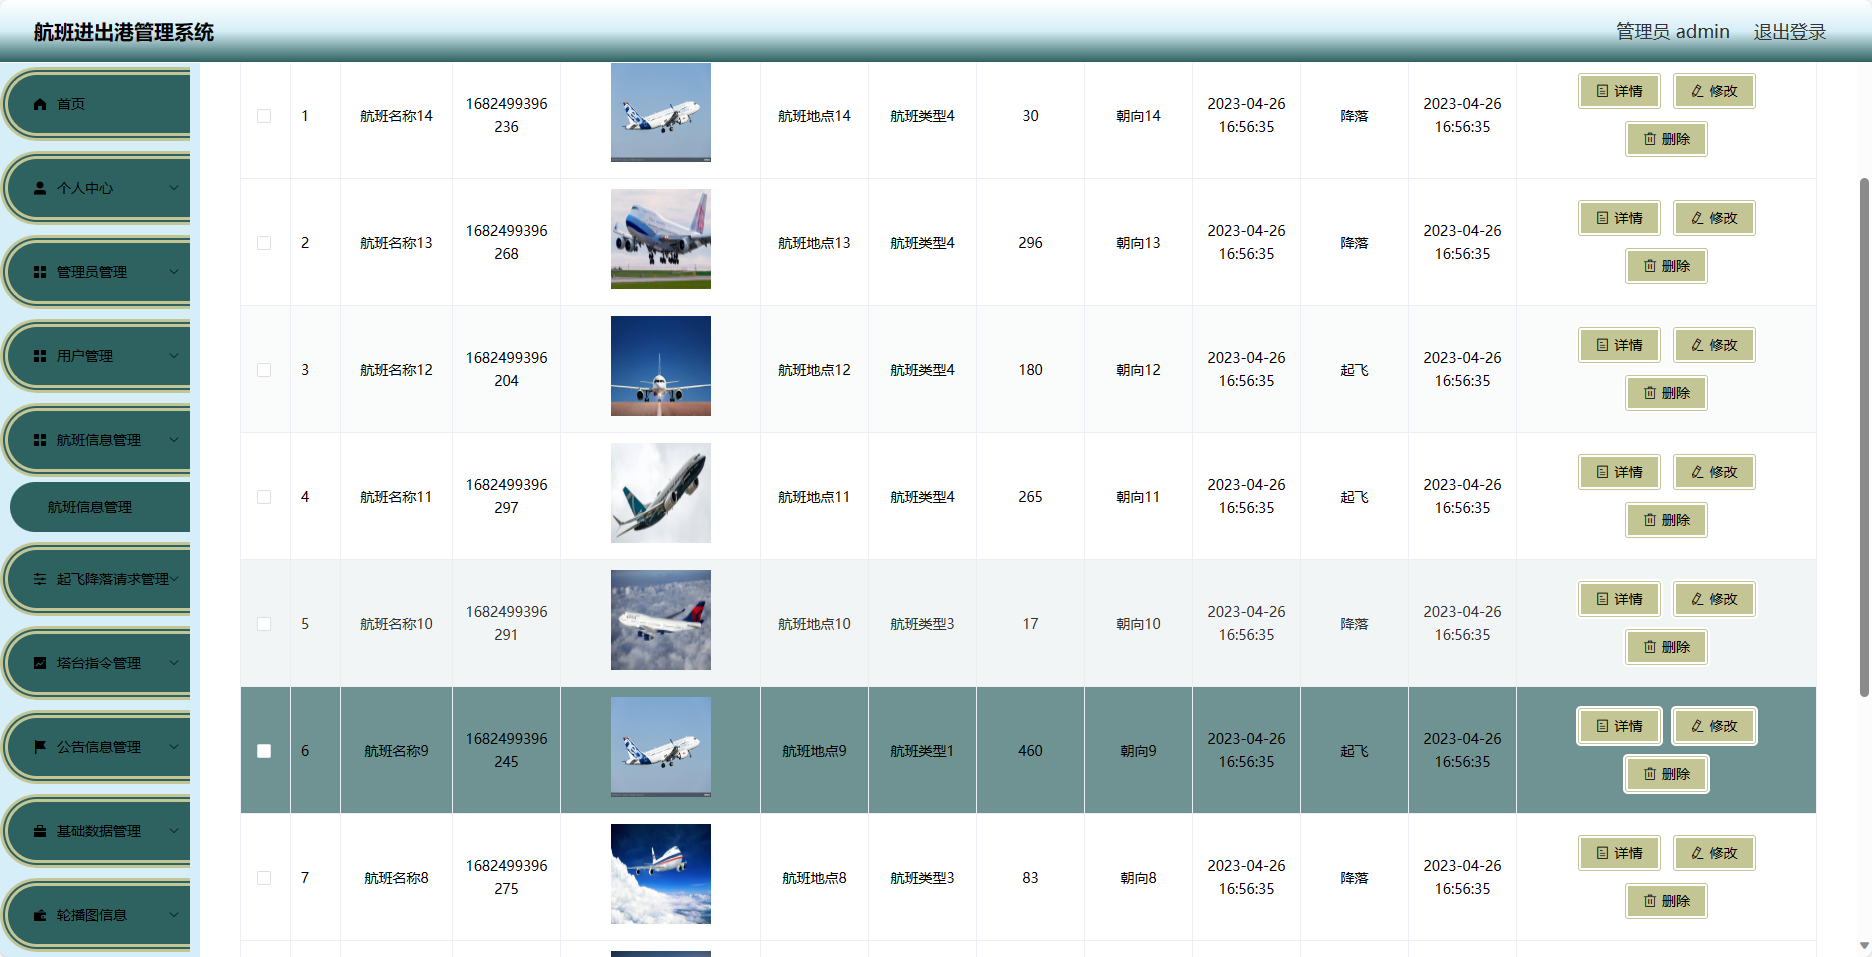 航班进出港管理系统
管理员 admin 退出登录
首页
个人中心
管理员管理
用户管理
航班信息管理
航班信息管理
起飞降落请求管理
塔台指令管理
公告信息管理
基础数据管理
轮播图信息
1 航班名称14 1682499396 航班地点14 航班类型4 30 朝向14 2023-04-26 降落 2023-04-26 详情 修改
236 16:56:35 16:56:35 删除
2 航班名称13 1682499396 航班地点13 航班类型4 296 朝向13 2023-04-26 降落 2023-04-26 详情 修改
268 16:56:35 16:56:35 删除
3 航班名称12 1682499396 航班地点12 航班类型4 180 朝向12 2023-04-26 起飞 2023-04-26 详情 修改
204 16:56:35 16:56:35 删除
4 航班名称11 1682499396 航班地点11 航班类型4 265 朝向11 2023-04-26 起飞 2023-04-26 详情 修改
297 16:56:35 16:56:35 删除
5 航班名称10 1682499396 航班地点10 航班类型3 17 朝向10 2023-04-26 降落 2023-04-26 详情 修改
291 16:56:35 16:56:35 删除
6 航班名称9 1682499396 航班地点9 航班类型1 460 朝向9 2023-04-26 起飞 2023-04-26 详情 修改
245 16:56:35 16:56:35 删除
7 航班名称8 1682499396 航班地点8 航班类型3 83 朝向8 2023-04-26 降落 2023-04-26 详情 修改
275 16:56:35 16:56:35 删除